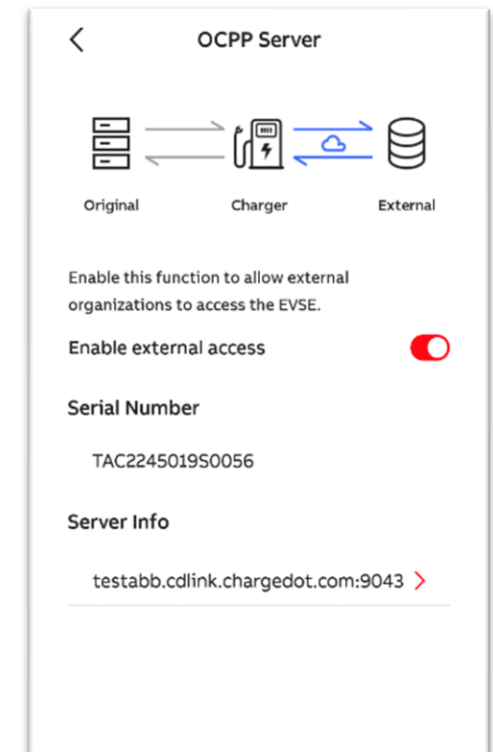 OCPP Server
Original Charger External
Enable this function to allow external
organizations to access the EVSE.
Enable external access
Serial Number
TAC2245019S0056
Server Info
testabb.cdlink.chargedot.com:9043